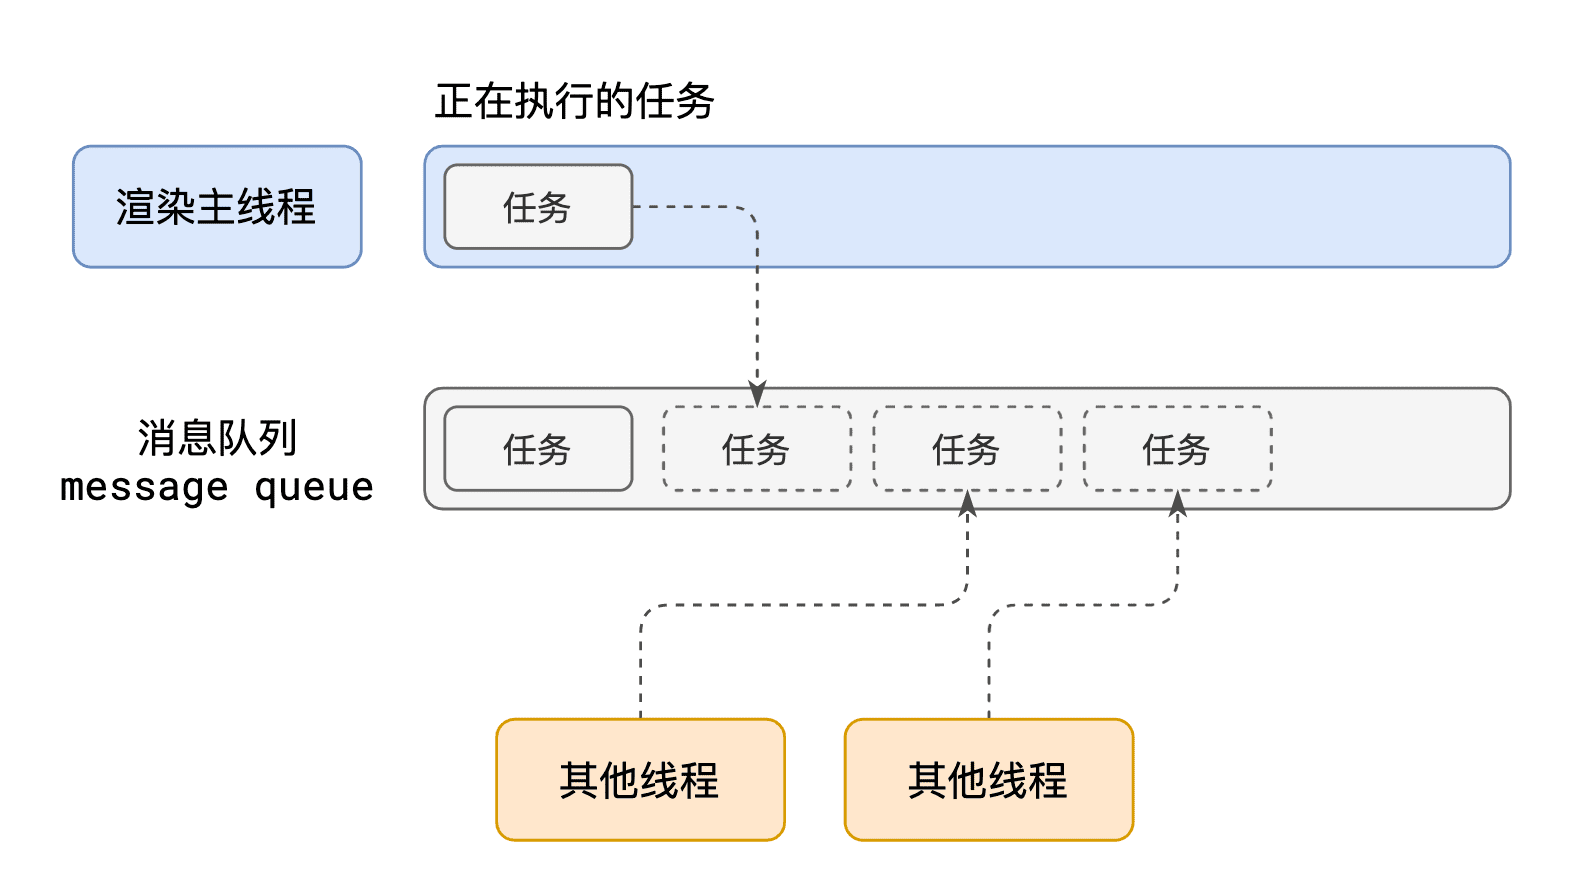 正在执行的任务
渲染主线程
任务
消息队列
message queue
任务
任务
任务
任务
其他线程
其他线程